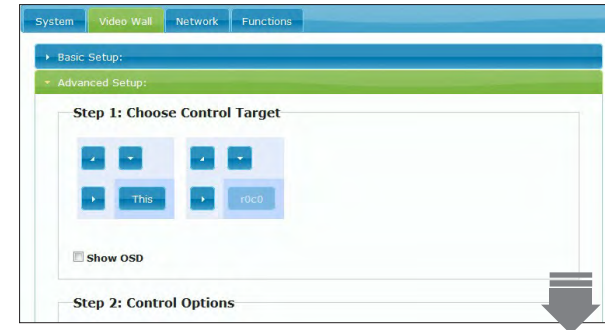 System Video Wall Network Functions
Basic Setup:
Advanced Setup:
Step 1: Choose Control Target
This r0c0
Show OSD
Step 2: Control Options